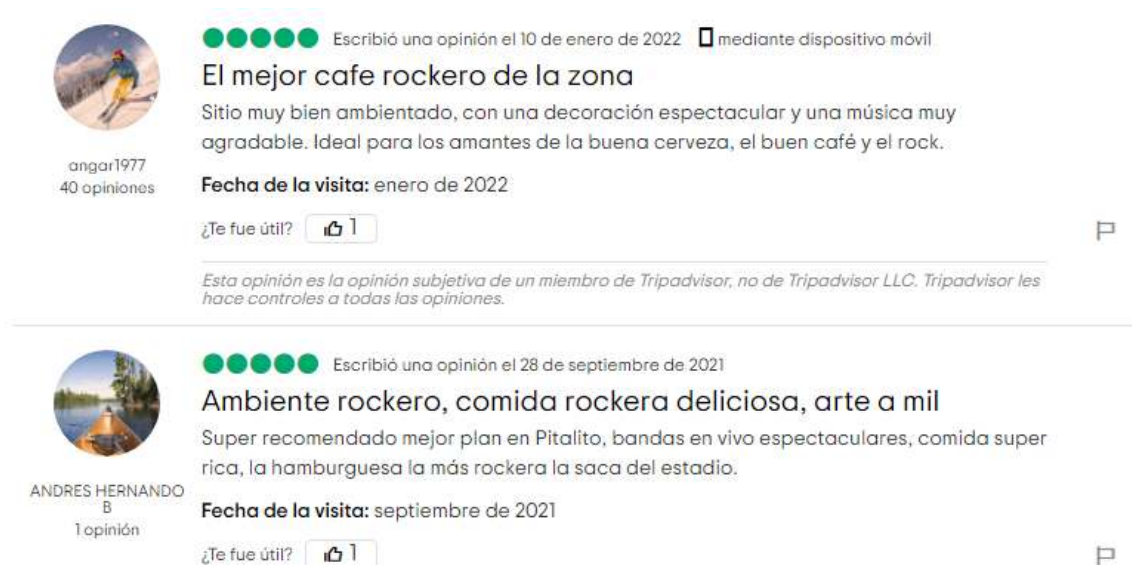 Escribió una opinión el 10 de enero de 2022 mediante dispositivo móvil
El mejor cafe rockero de la zona
Sitio muy bien ambientado, con una decoración espectacular y una música muy
agradable. Ideal para los amantes de la buena cerveza, el buen café y el rock.
angar1977
40 opiniones
Fecha de la visita: enero de 2022
¿Te fue útil? 1
Esta opinión es la opinión subjetiva de un miembro de Tripadvisor, no de Tripadvisor LLC. Tripadvisor les
hace controles a todas las opiniones.
Escribió una opinión el 28 de septiembre de 2021
Ambiente rockero, comida rockera deliciosa, arte a mil
Super recomendado mejor plan en Pitalito, bandas en vivo espectaculares, comida super
rica, la hamburguesa la más rockera la saca del estadio.
ANDRES HERNANDO
B
1 opinión
Fecha de la visita: septiembre de 2021
¿Te fue útil? 1